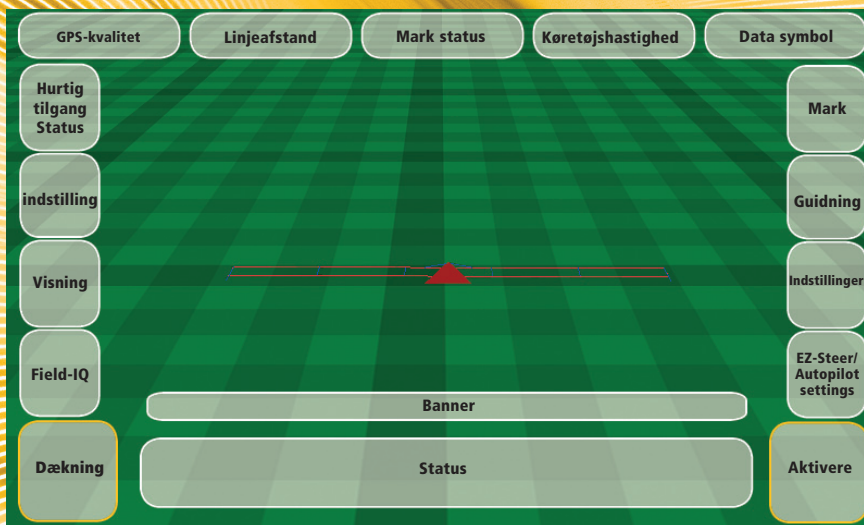 GPS-kvalitet
Linjeafstand
Mark status
Køretøjshastighed
Data symbol
Hurtig
tilgang
Status
Mark
indstilling
Guidning
Visning
Indstillinger
Field-IQ
EZ-Steer/
Autopilot
settings
Banner
Dækning
Status
Aktivere